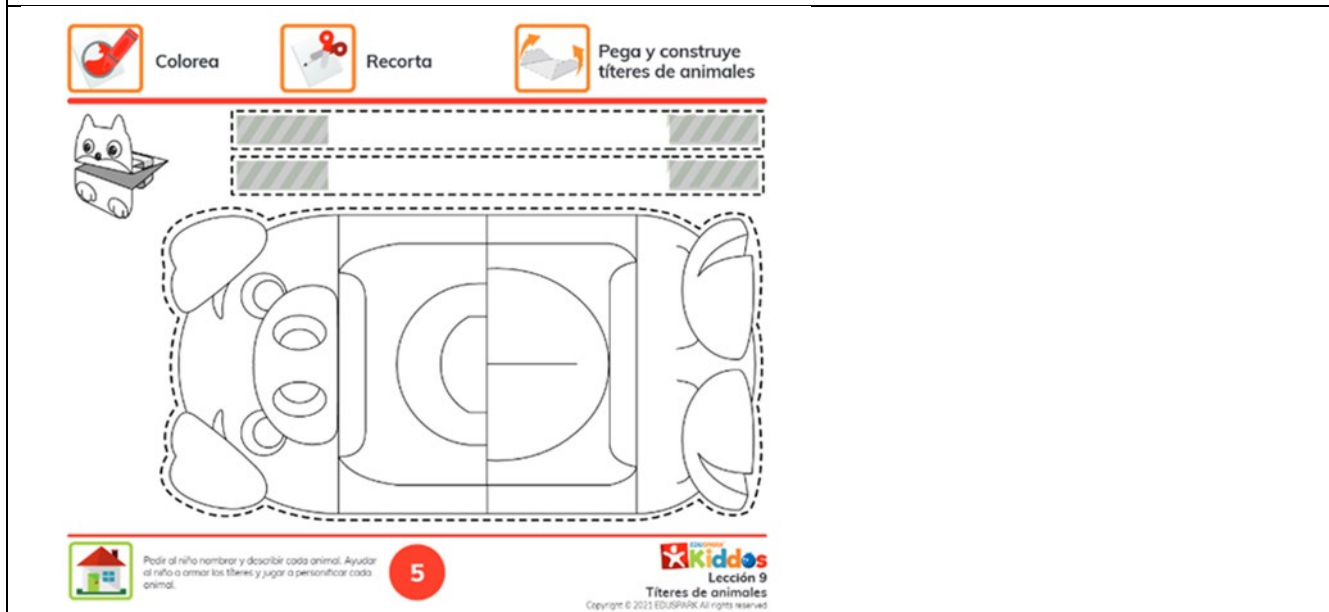 Colorea
Recorta
Pega y construye
títeres de animales
Pedir al niño nombrar y describir cada animal. Ayudar
al niño a armar los títeres y jugar a personificar cada
animal.
5
EDUSPARK
Kiddos
Lección 9
Títeres de animales
Copyright © 2021 EDUSPARK All rights reserved